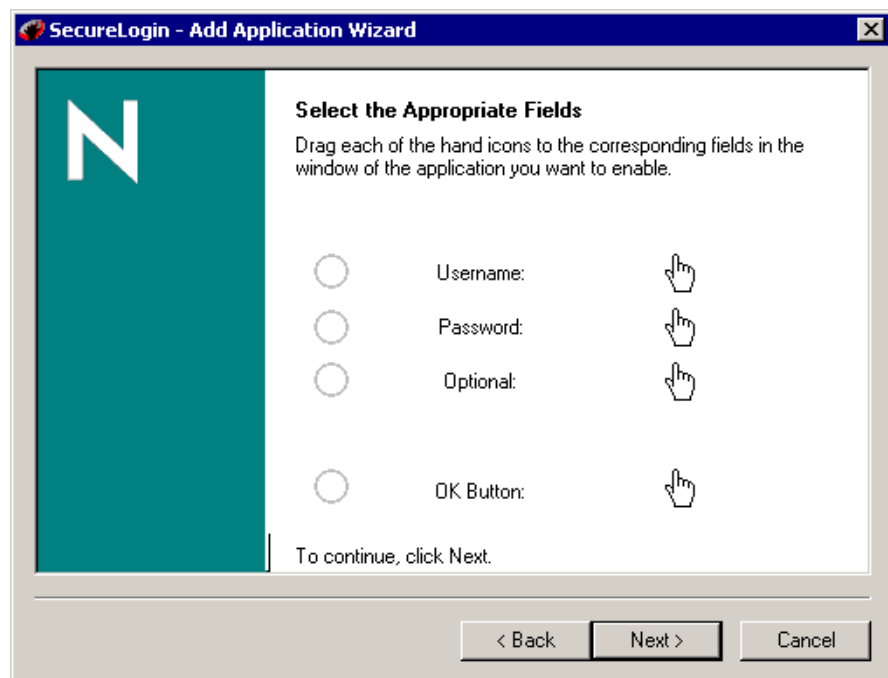 SecureLogin - Add Application Wizard
N
Select the Appropriate Fields
Drag each of the hand icons to the corresponding fields in the
window of the application you want to enable.
Username:
Password:
Optional:
OK Button:
To continue, click Next.
< Back Next > Cancel